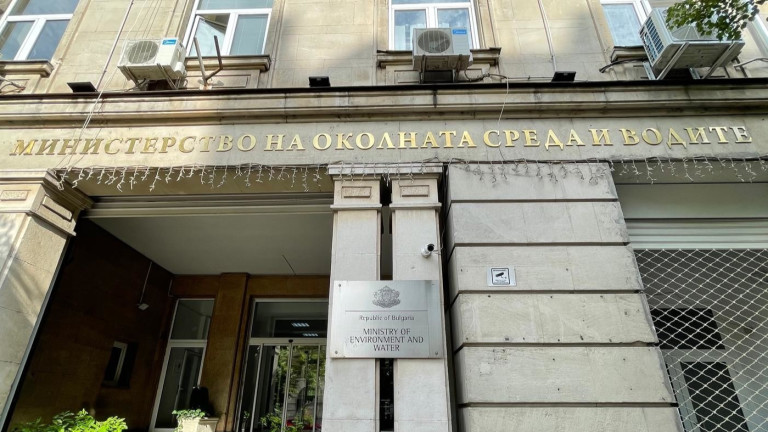 МИНИСТЕРСТВО НА ОКОЛНАТА СРЕДА И ВОДИТЕ
Republic of Bulgaria
MINISTRY OF
ENVIRONMENT AND
WATER